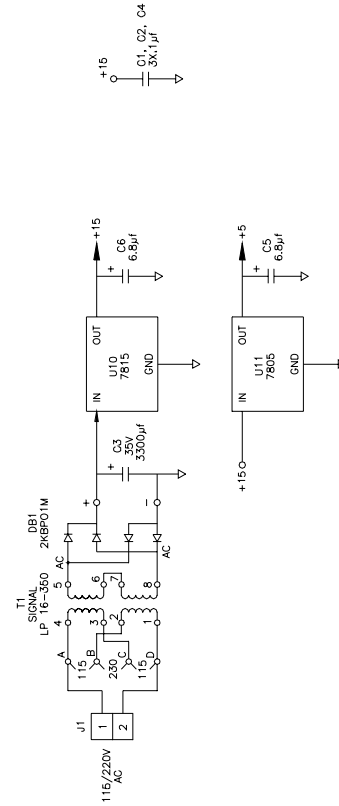 J1
1
2
115/220V
AC
A
115
B
230
C
115
D
T1
SIGNAL
LP 16-350
4
3
2
1
5
6
7
8
AC
AC
DB1
2KBP01M
+
−
+
C3
35V
3300µf
IN
OUT
U10
7815
GND
+15
+
C6
6.8µf
+15
IN
OUT
U11
7805
GND
+5
+
C5
6.8µf
+15
C1, C2, C4
3X.1µf